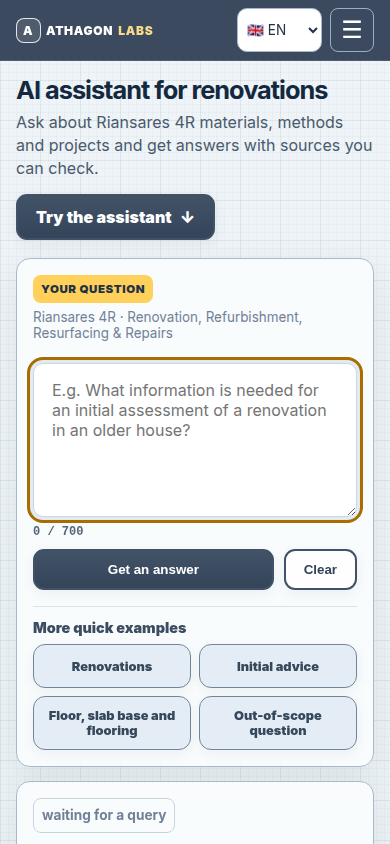 A ATHAGON LABS
🇬🇧 EN
☰
AI assistant for renovations
Ask about Riansares 4R materials, methods
and projects and get answers with sources you
can check.
Try the assistant ↓
YOUR QUESTION
Riansares 4R · Renovation, Refurbishment,
Resurfacing & Repairs
E.g. What information is needed for
an initial assessment of a renovation
in an older house?
0 / 700
Get an answer
Clear
More quick examples
Renovations
Initial advice
Floor, slab base and
flooring
Out-of-scope
question
waiting for a query